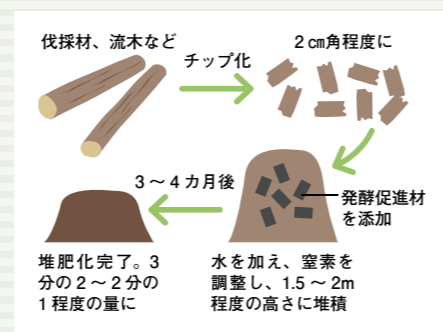 伐採材、流木など
チップ化
2㎝角程度に
発酵促進材
を添加
水を加え、窒素を
調整し、1.5～2m
程度の高さに堆積
3～4カ月後
堆肥化完了。3
分の2～2分の
1程度の量に